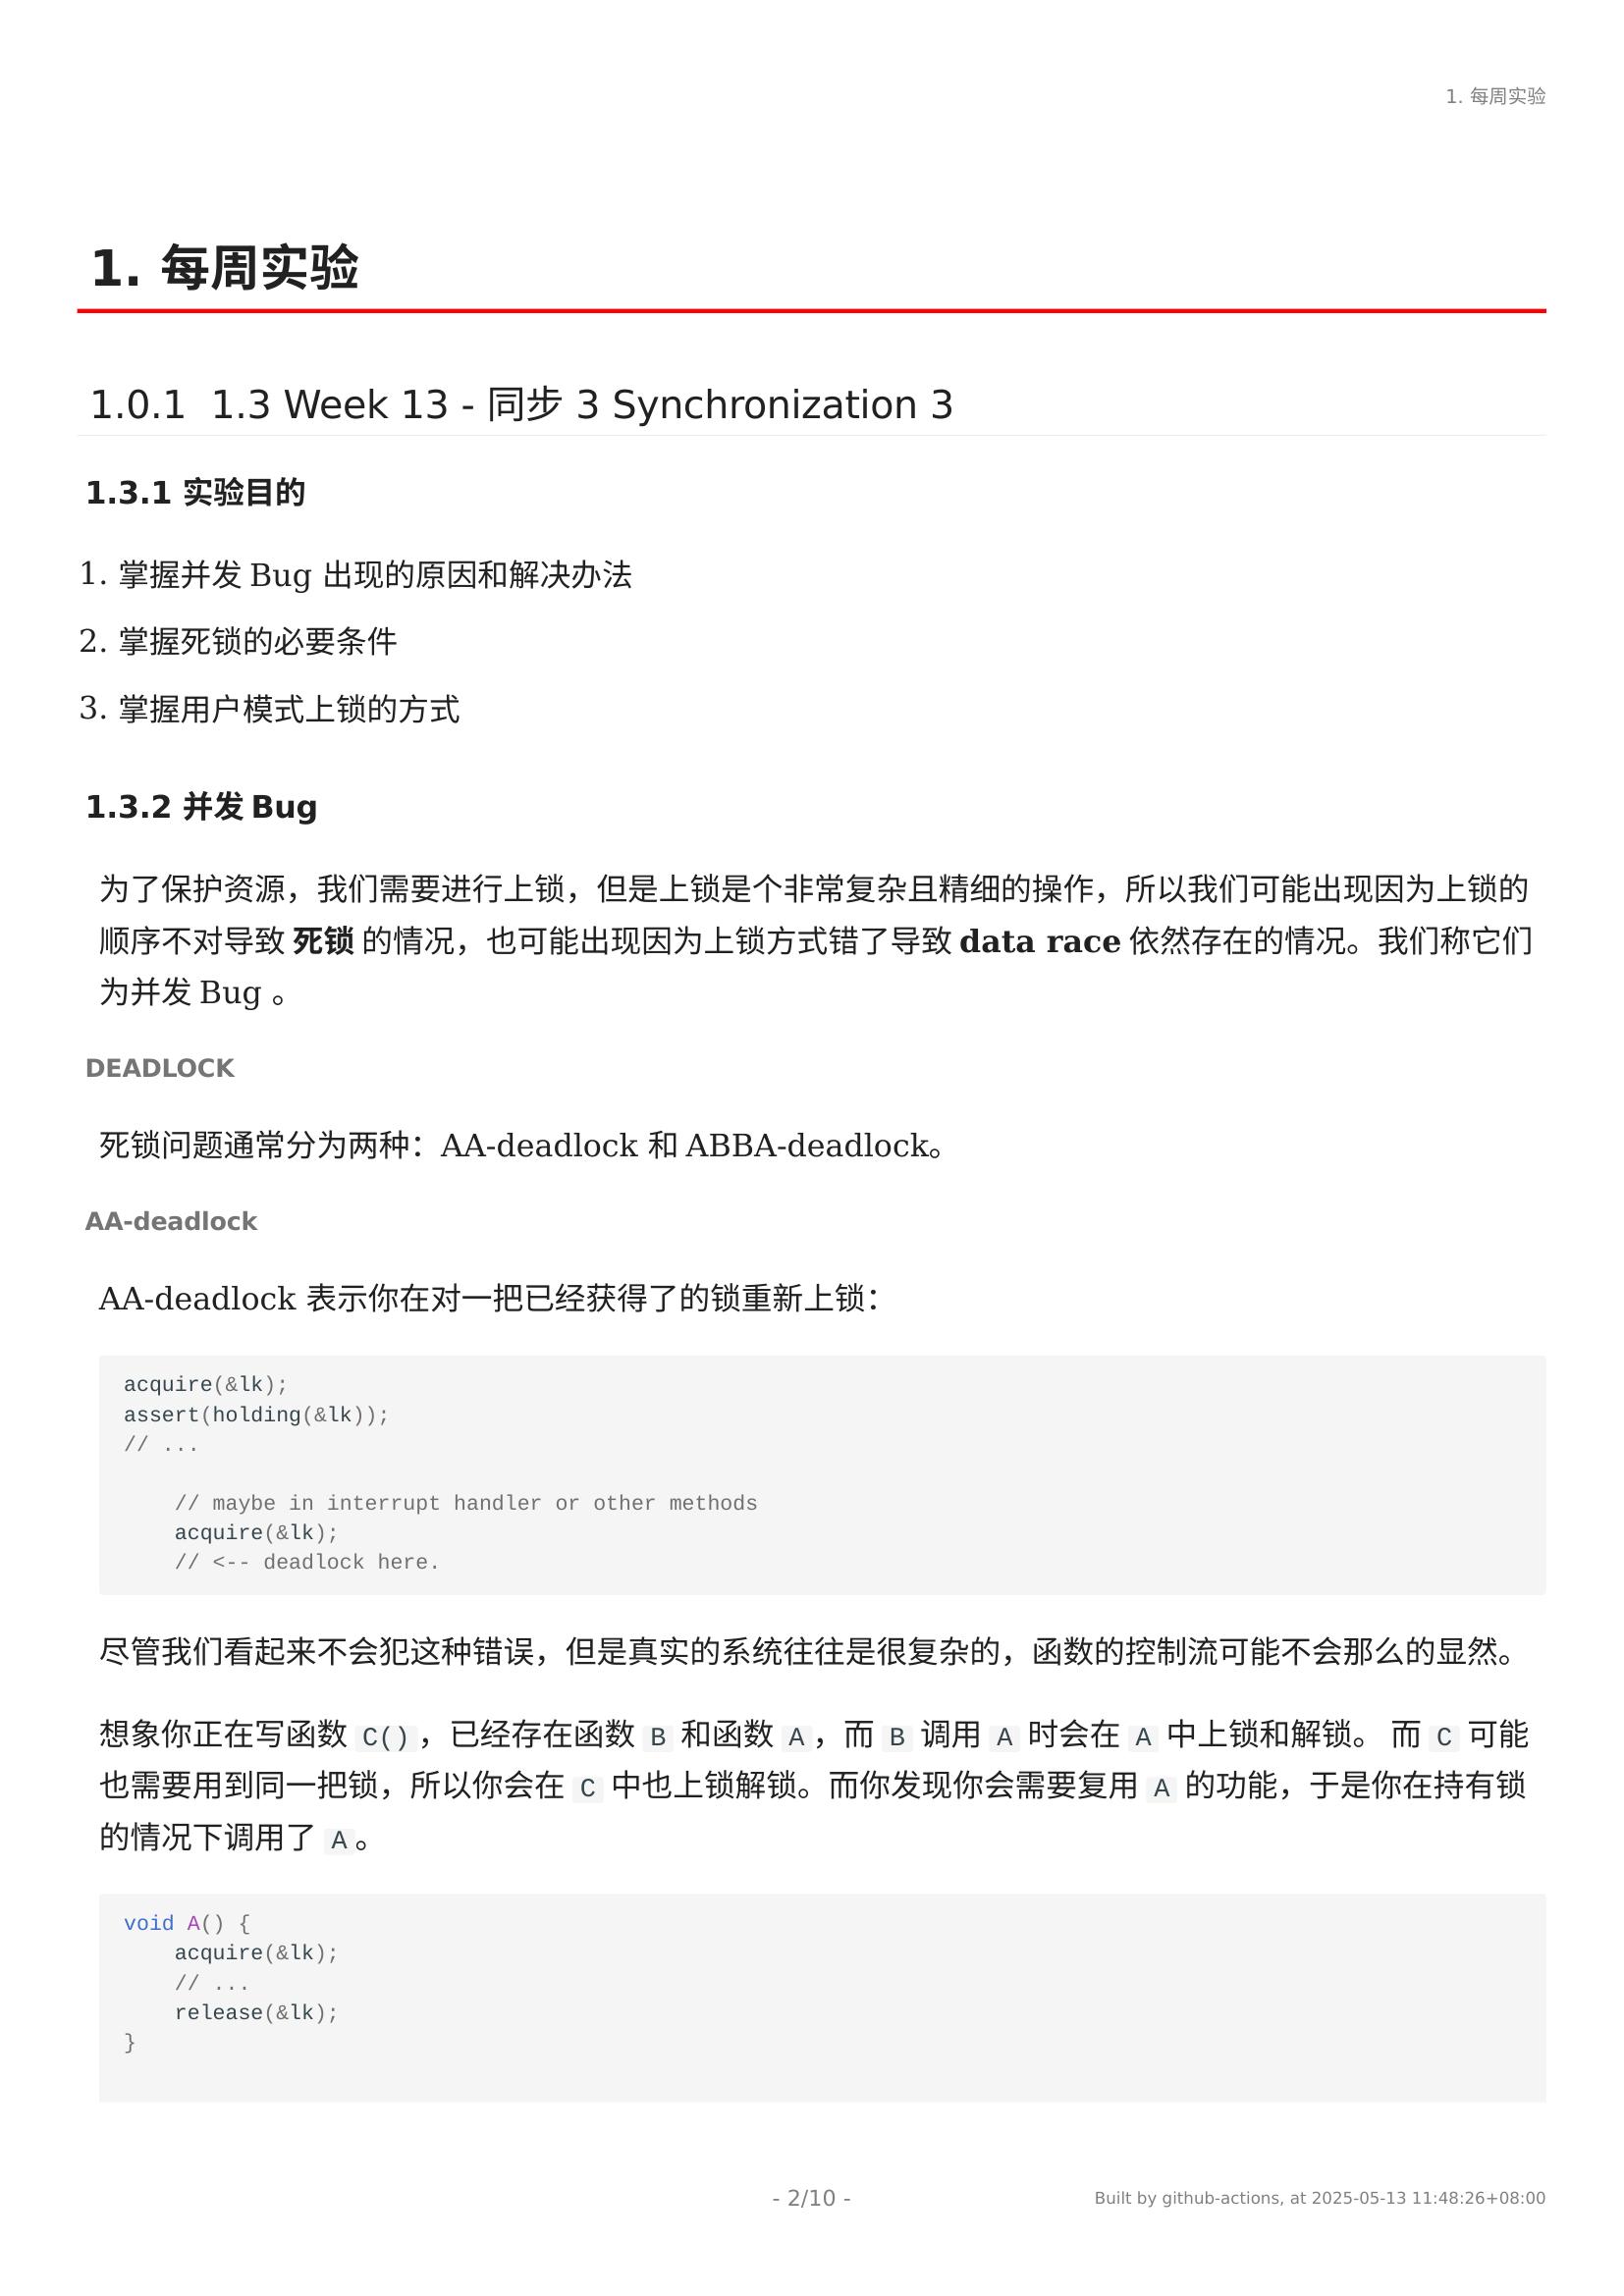 1. 每周实验
1. 每周实验
1.0.1 1.3 Week 13 - 同步 3 Synchronization 3
1.3.1 实验目的
1. 掌握并发 Bug 出现的原因和解决办法
2. 掌握死锁的必要条件
3. 掌握用户模式上锁的方式
1.3.2 并发 Bug
为了保护资源，我们需要进行上锁，但是上锁是个非常复杂且精细的操作，所以我们可能出现因为上锁的
顺序不对导致 死锁 的情况，也可能出现因为上锁方式错了导致 data race 依然存在的情况。我们称它们
为并发 Bug 。
DEADLOCK
死锁问题通常分为两种：AA-deadlock 和 ABBA-deadlock。
AA-deadlock
AA-deadlock 表示你在对一把已经获得了的锁重新上锁：
acquire(&lk);
assert(holding(&lk));
// ...
    // maybe in interrupt handler or other methods
    acquire(&lk);
    // <-- deadlock here.
尽管我们看起来不会犯这种错误，但是真实的系统往往是很复杂的，函数的控制流可能不会那么的显然。
想象你正在写函数 C()，已经存在函数 B 和函数 A，而 B 调用 A 时会在 A 中上锁和解锁。 而 C 可能
也需要用到同一把锁，所以你会在 C 中也上锁解锁。而你发现你会需要复用 A 的功能，于是你在持有锁
的情况下调用了 A。
void A() {
    acquire(&lk);
    // ...
    release(&lk);
}
- 2/10 -
Built by github-actions, at 2025-05-13 11:48:26+08:00